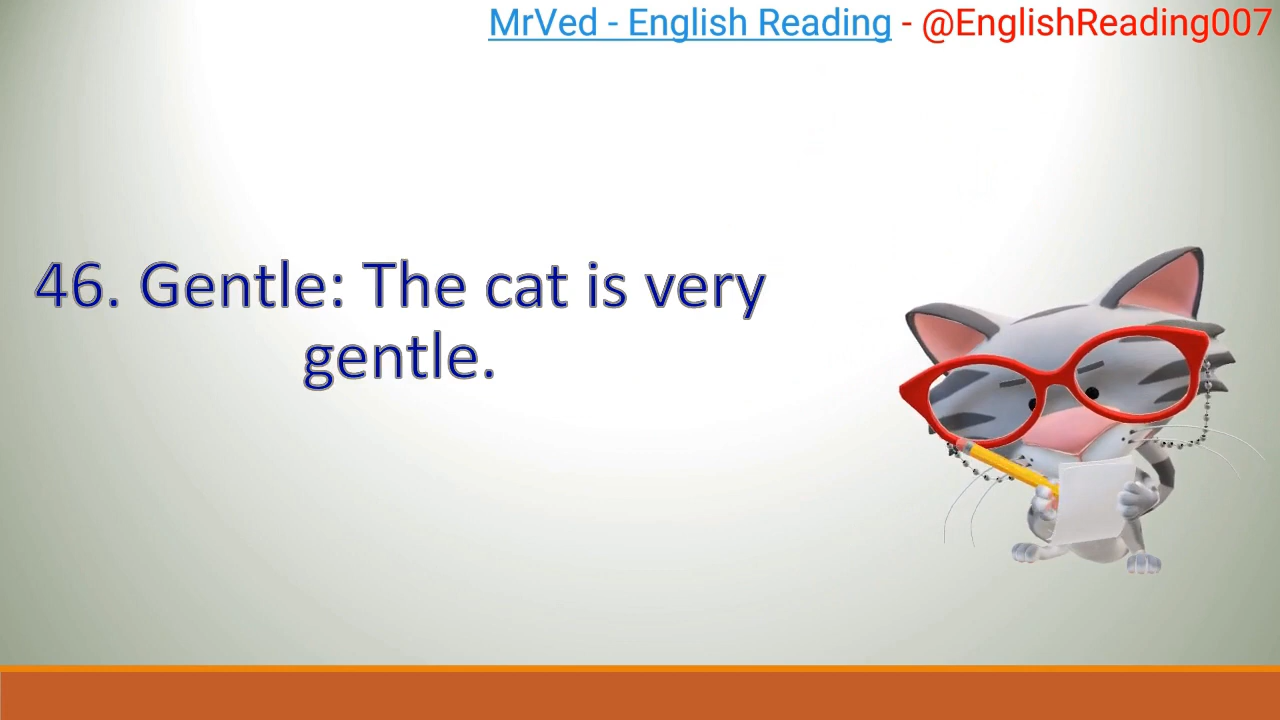 MrVed - English Reading - @EnglishReading007
46. Gentle: The cat is very
gentle.